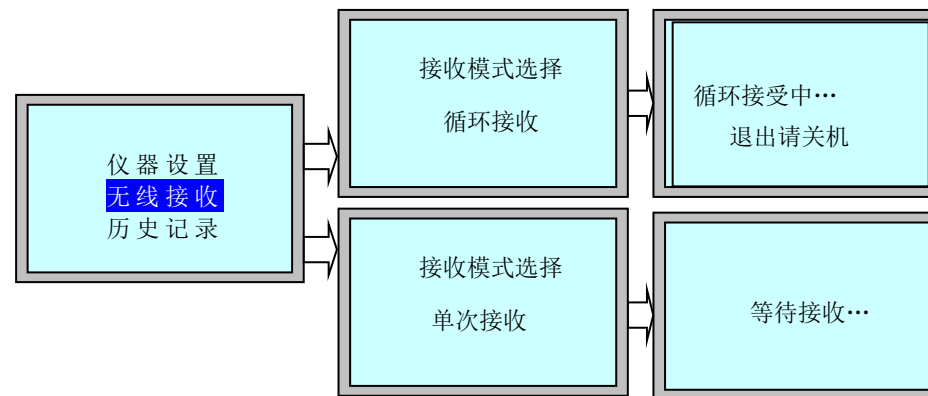 仪器设置
无线接收
历史记录
接收模式选择
循环接收
循环接受中…
退出请关机
接收模式选择
单次接收
等待接收…